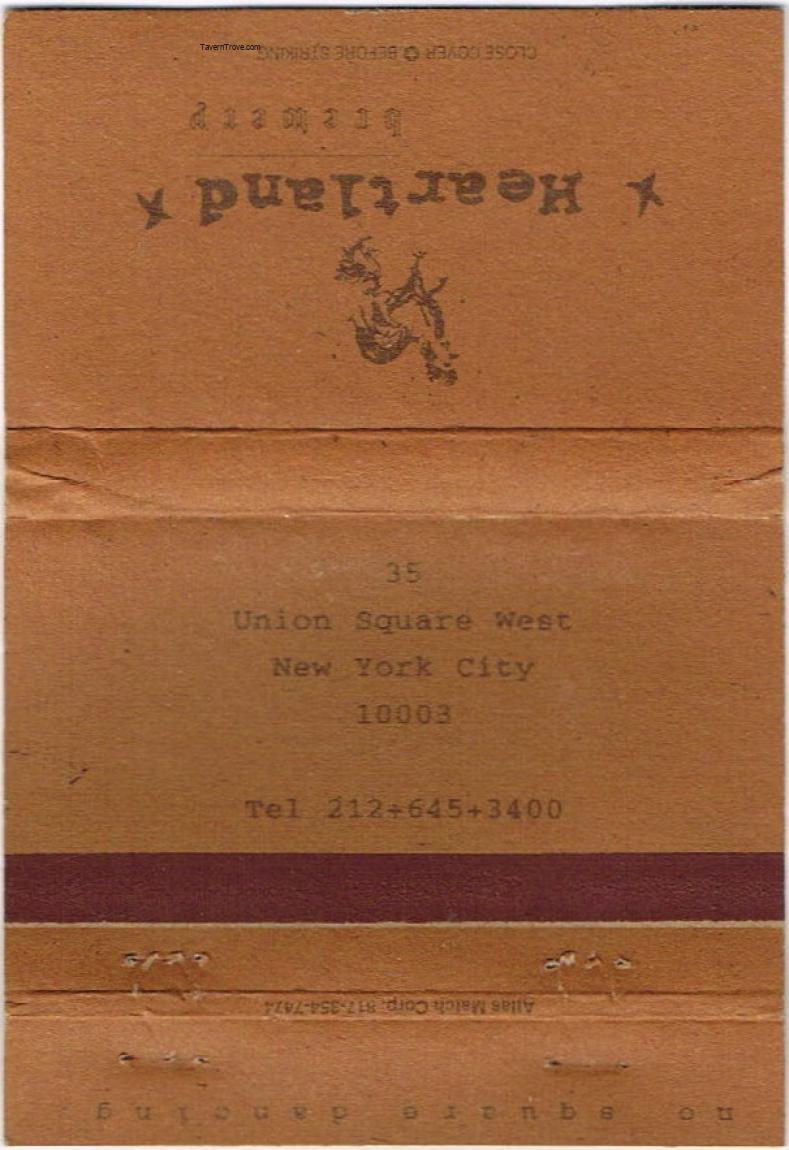 TavernTrove.com
CLOSE COVER BEFORE STRIKING
brewery
Heartland
35
Union Square West
New York City
10003
Tel 212+645+3400
Atlas Match Corp. 817-354-7474
no square dancing